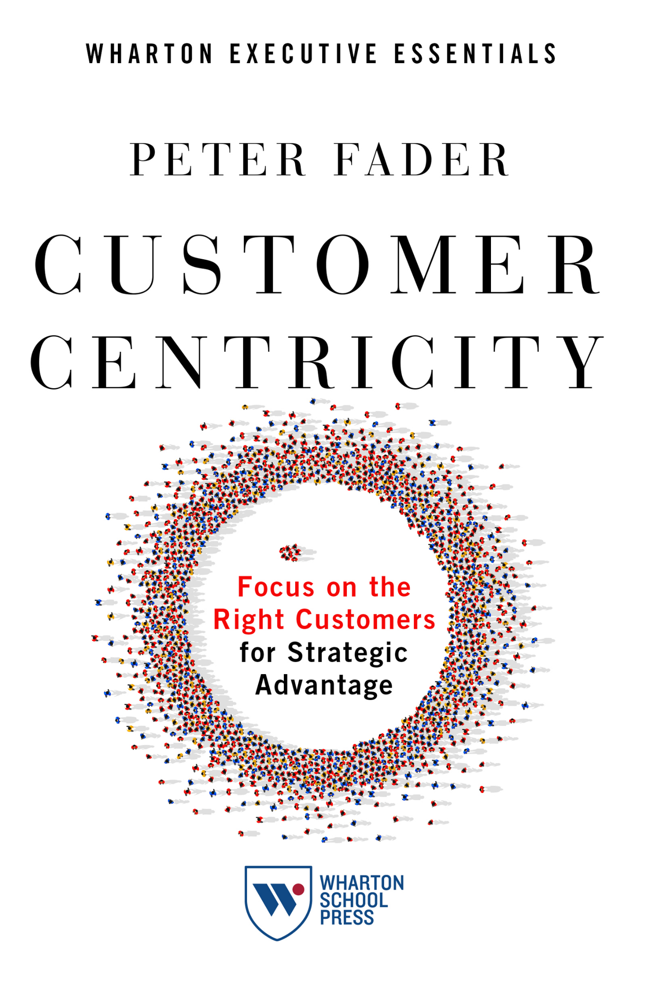 WHARTON EXECUTIVE ESSENTIALS
PETER FADER
CUSTOMER
CENTRICITY
Focus on the
Right Customers
for Strategic
Advantage
WHARTON
SCHOOL
PRESS